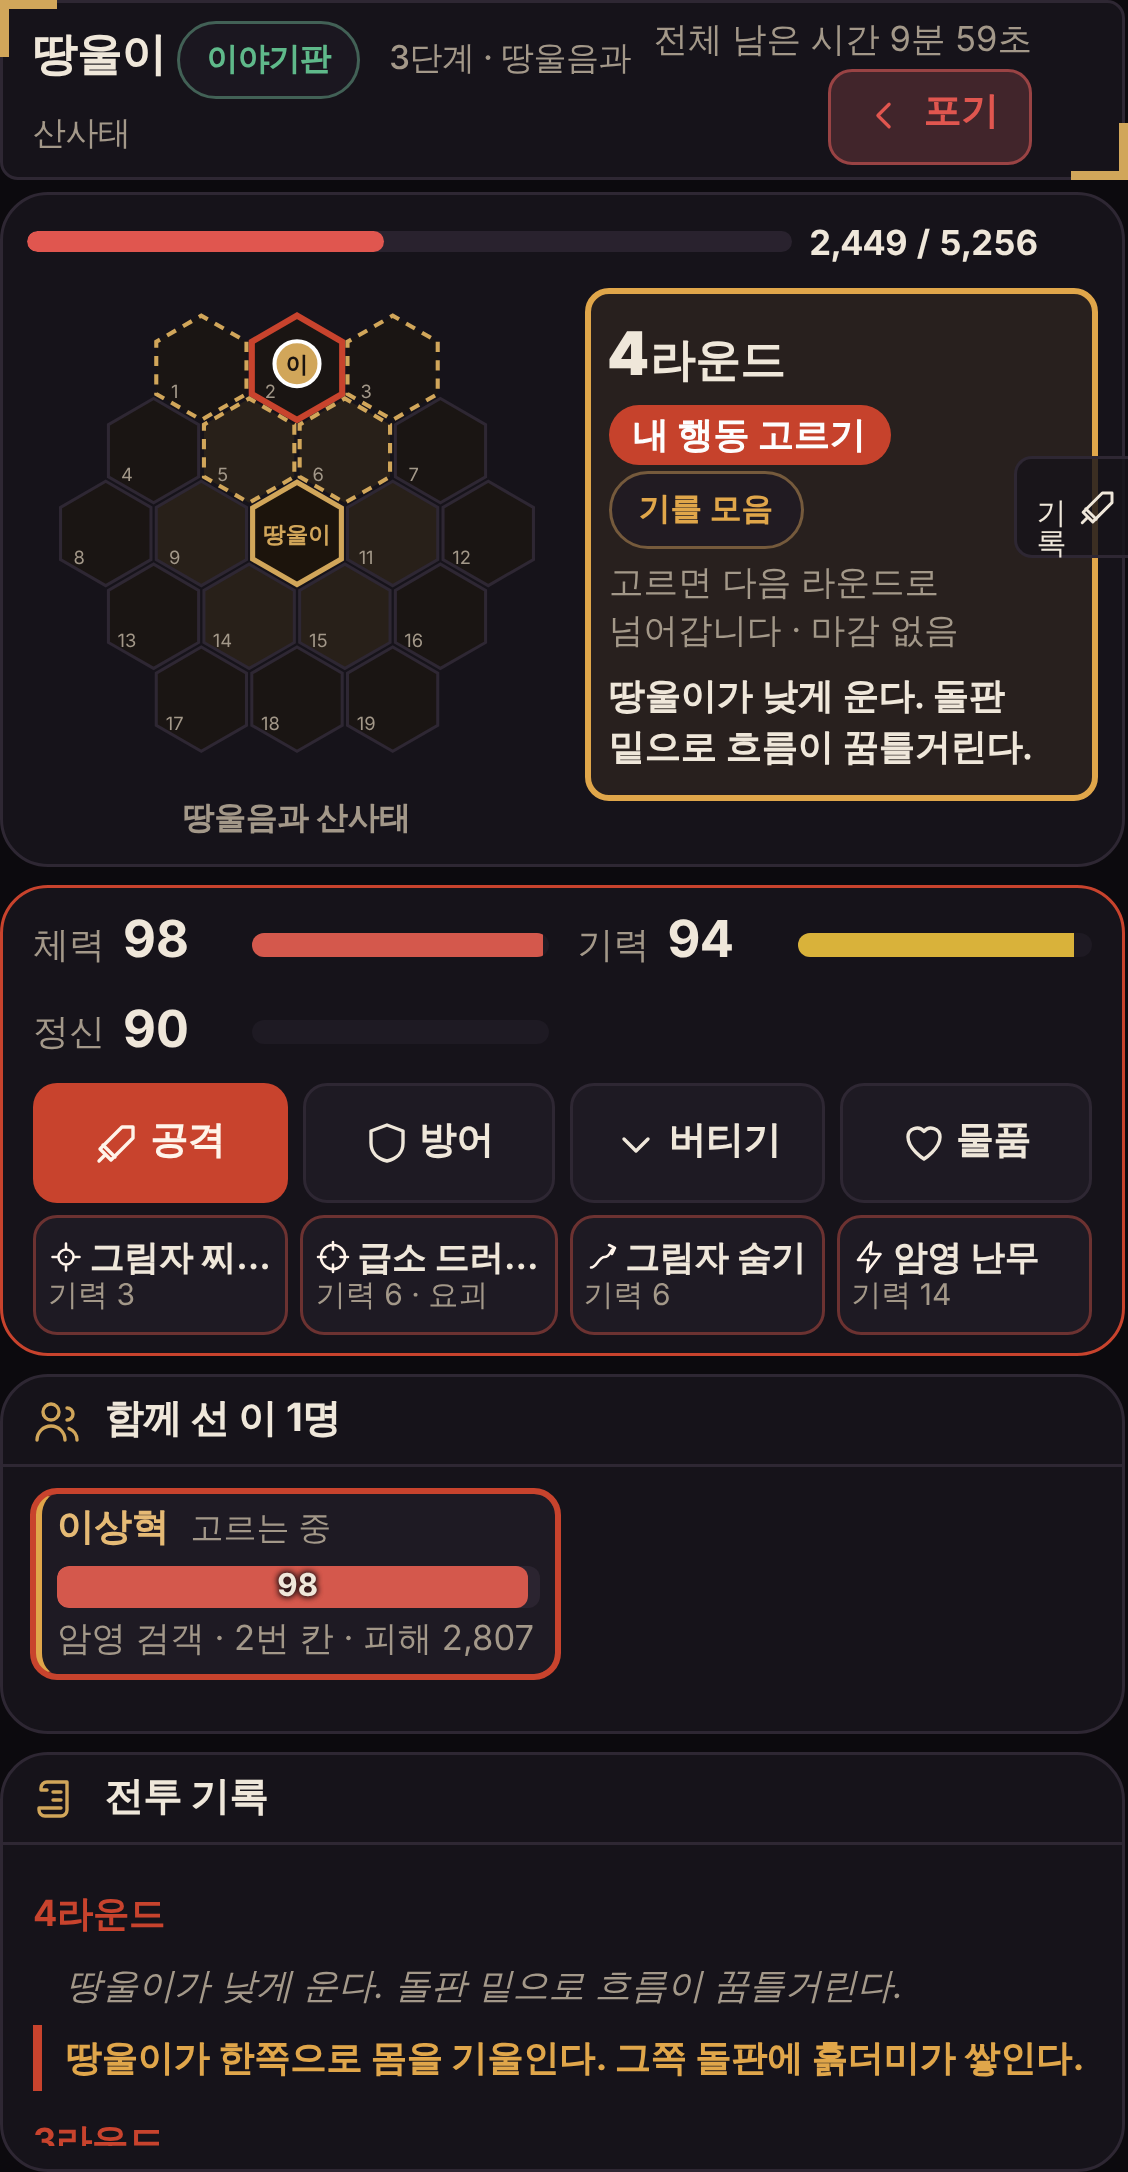 땅울이 이야기판 3단계 · 땅울음과 산사태
전체 남은 시간 9분 59초
포기
2,449 / 5,256
1 2 이 3
4 5 6 7
8 9 땅울이 11 12
13 14 15 16
17 18 19
땅울음과 산사태
4라운드
내 행동 고르기
기를 모음
고르면 다음 라운드로
넘어갑니다 · 마감 없음
땅울이가 낮게 운다. 돌판
밑으로 흐름이 꿈틀거린다.
기록
체력 98 기력 94
정신 90
공격 방어 버티기 물품
그림자 찌... 급소 드러... 그림자 숨기 암영 난무
기력 3 기력 6 · 요괴 기력 6 기력 14
함께 선 이 1명
이상혁 고르는 중
98
암영 검객 · 2번 칸 · 피해 2,807
전투 기록
4라운드
땅울이가 낮게 운다. 돌판 밑으로 흐름이 꿈틀거린다.
땅울이가 한쪽으로 몸을 기울인다. 그쪽 돌판에 흙더미가 쌓인다.
3라운드